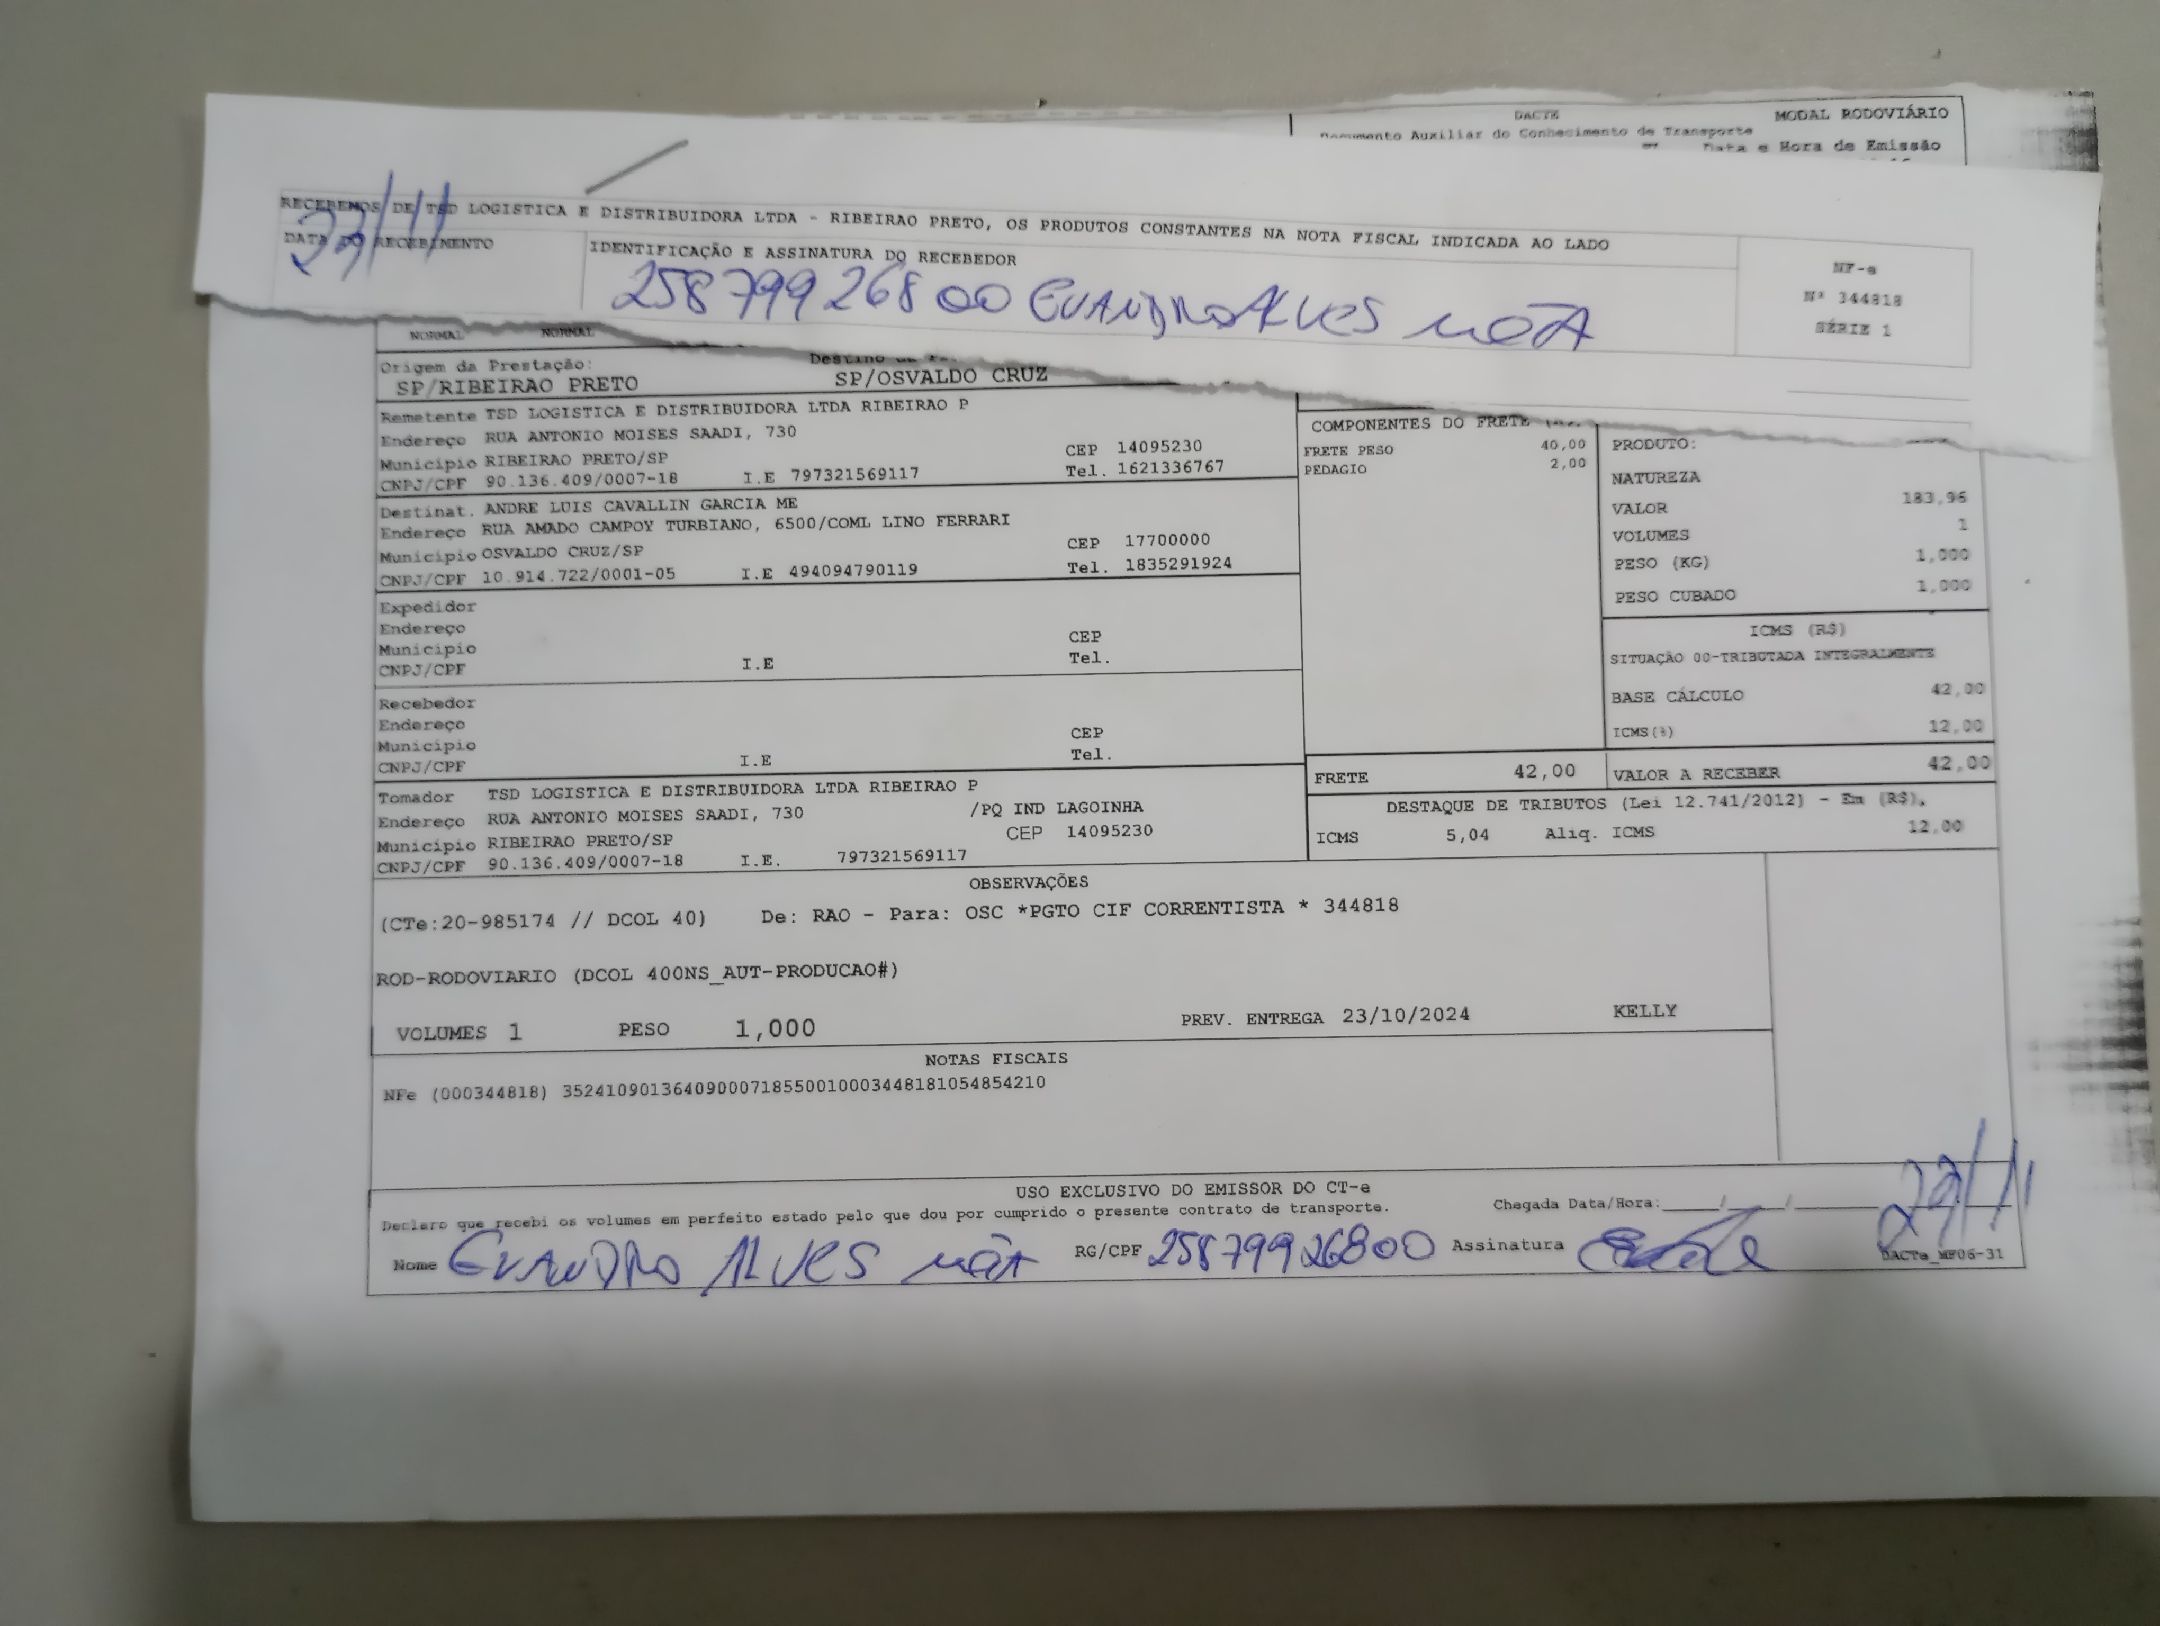 DACTE
MODAL RODOVIÁRIO
Documento Auxiliar do Conhecimento de Transporte
Data e Hora de Emissão
RECEBEMOS DE TSD LOGISTICA E DISTRIBUIDORA LTDA - RIBEIRAO PRETO, OS PRODUTOS CONSTANTES NA NOTA FISCAL INDICADA AO LADO
DATA DO RECEBIMENTO
IDENTIFICAÇÃO E ASSINATURA DO RECEBEDOR
25879926800 EVANDRO ALVES
NF-e
Nº 344818
SÉRIE 1
NORMAL NORMAL
Origem da Prestação:
SP/RIBEIRAO PRETO
Destino
SP/OSVALDO CRUZ
Remetente TSD LOGISTICA E DISTRIBUIDORA LTDA RIBEIRAO P
Endereço RUA ANTONIO MOISES SAADI, 730
Município RIBEIRAO PRETO/SP CEP 14095230
CNPJ/CPF 90.136.409/0007-18 I.E 797321569117 Tel. 1621336767
Destinat. ANDRE LUIS CAVALLIN GARCIA ME
Endereço RUA AMADO CAMPOY TURBIANO, 6500/COML LINO FERRARI
Município OSVALDO CRUZ/SP CEP 17700000
CNPJ/CPF 10.914.722/0001-05 I.E 494094790119 Tel. 1835291924
Expedidor
Endereço
Município CEP
CNPJ/CPF I.E Tel.
Recebedor
Endereço
Município CEP
CNPJ/CPF I.E Tel.
Tomador TSD LOGISTICA E DISTRIBUIDORA LTDA RIBEIRAO P
Endereço RUA ANTONIO MOISES SAADI, 730 /PQ IND LAGOINHA
Município RIBEIRAO PRETO/SP CEP 14095230
CNPJ/CPF 90.136.409/0007-18 I.E. 797321569117
COMPONENTES DO FRETE
FRETE PESO 40,00
PEDAGIO 2,00
PRODUTO:
NATUREZA
VALOR 183,96
VOLUMES 1
PESO (KG) 1,000
PESO CUBADO 1,000
ICMS (R$)
SITUAÇÃO 00-TRIBUTADA INTEGRALMENTE
BASE CÁLCULO 42,00
ICMS(%) 12,00
FRETE 42,00 VALOR A RECEBER 42,00
DESTAQUE DE TRIBUTOS (Lei 12.741/2012) - Em (R$).
ICMS 5,04 Aliq. ICMS 12,00
OBSERVAÇÕES
(CTe:20-985174 // DCOL 40) De: RAO - Para: OSC *PGTO CIF CORRENTISTA * 344818
ROD-RODOVIARIO (DCOL 400NS_AUT-PRODUCAO#)
VOLUMES 1 PESO 1,000 PREV. ENTREGA 23/10/2024 KELLY
NOTAS FISCAIS
NFe (000344818) 35241090136409000718550010003448181054854210
USO EXCLUSIVO DO EMISSOR DO CT-e
Declaro que recebi os volumes em perfeito estado pelo que dou por cumprido o presente contrato de transporte.
Chegada Data/Hora:____/____/____
Nome EVANDRO ALVES RG/CPF 25879926800 Assinatura
DACTe_MF06-31